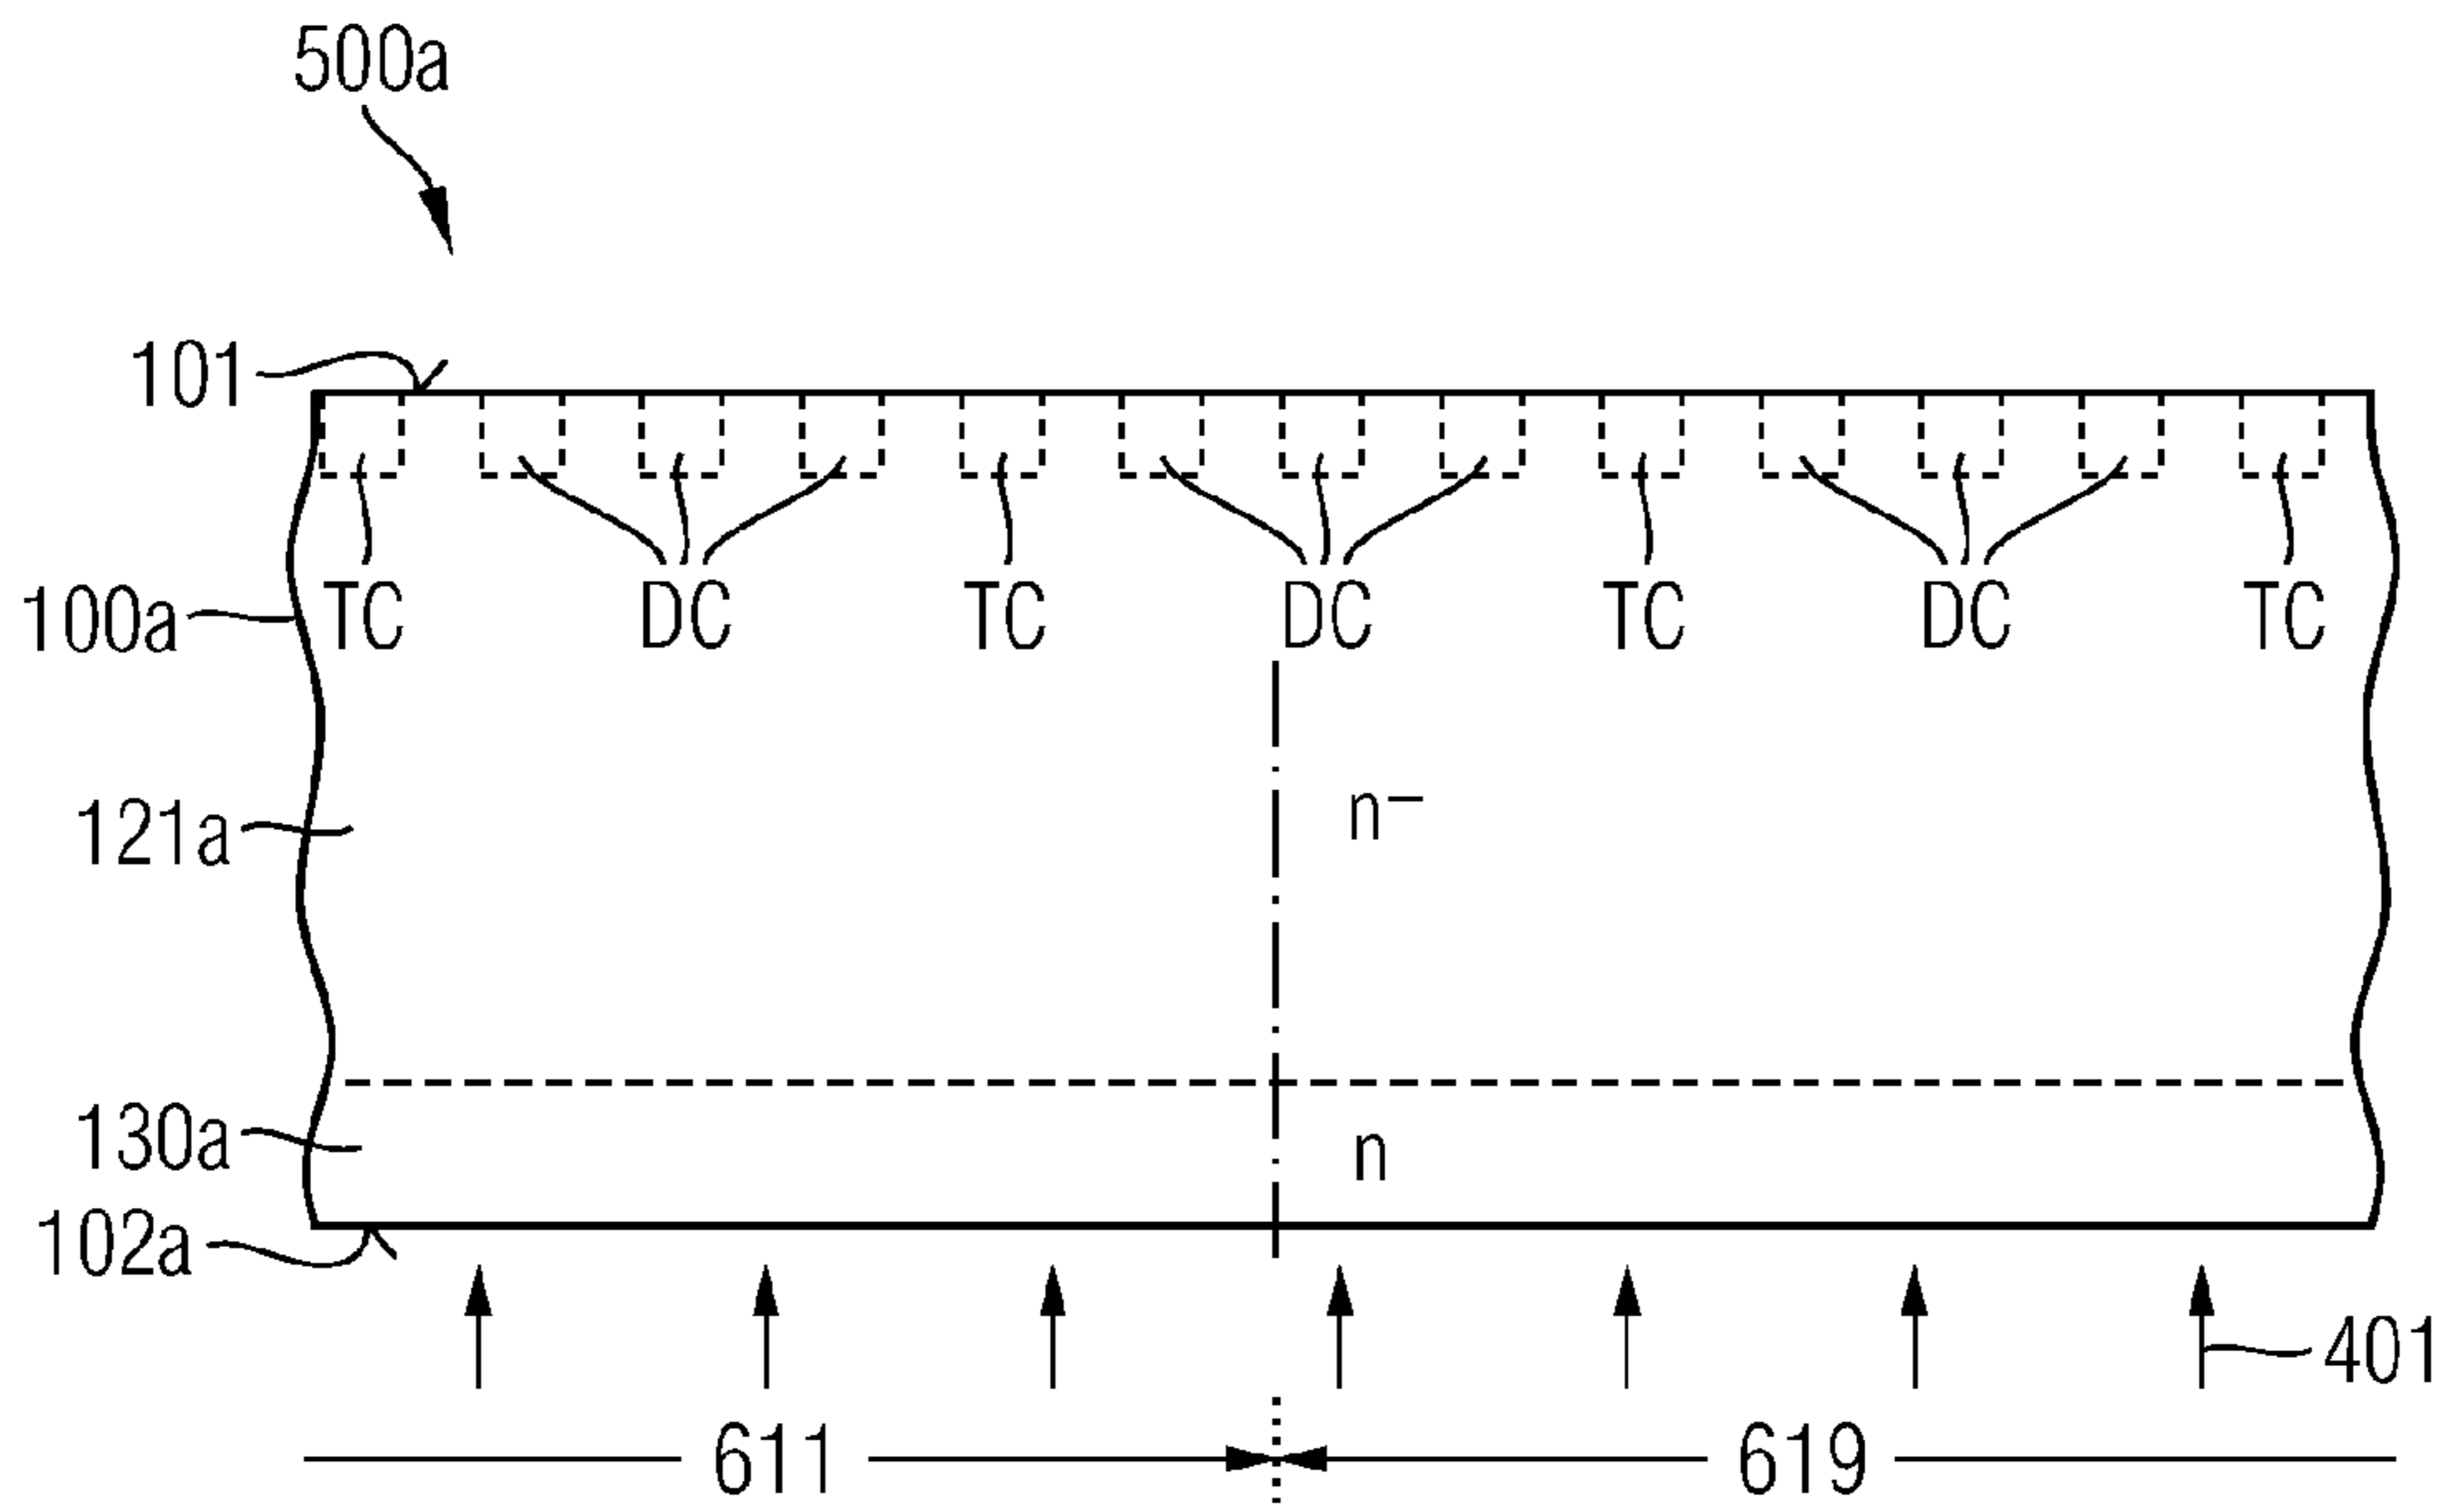 500a
101
100a
TC DC TC DC TC DC TC
121a
n−
130a
n
102a
401
611
619